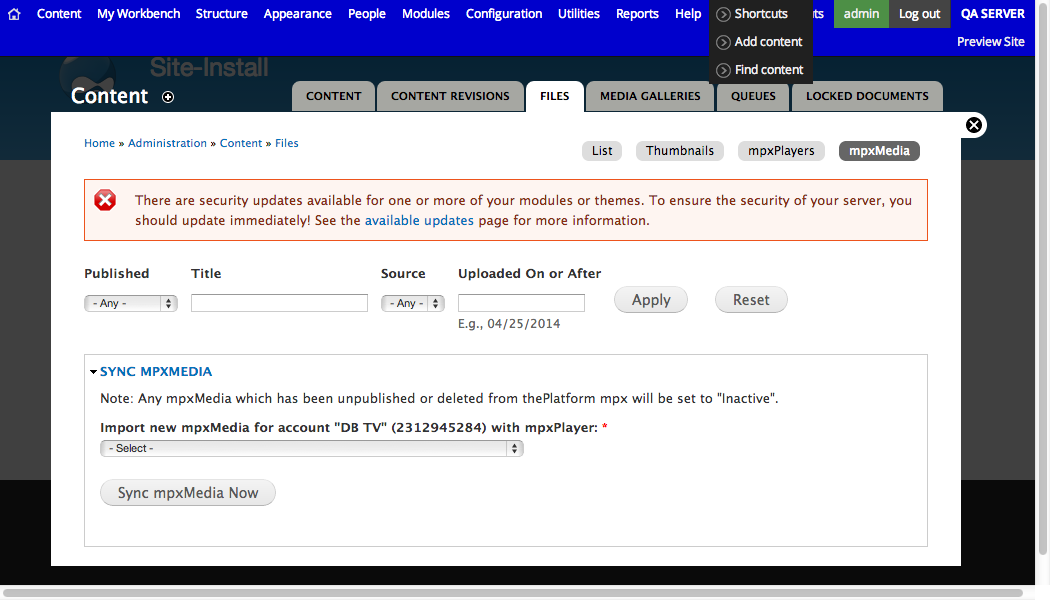 Content My Workbench Structure Appearance People Modules Configuration Utilities Reports Help Shortcuts ts admin Log out QA SERVER
Add content Preview Site
Find content
Site-Install
Content CONTENT CONTENT REVISIONS FILES MEDIA GALLERIES QUEUES LOCKED DOCUMENTS
Home » Administration » Content » Files
List Thumbnails mpxPlayers mpxMedia
There are security updates available for one or more of your modules or themes. To ensure the security of your server, you
should update immediately! See the available updates page for more information.
Published Title Source Uploaded On or After
- Any - - Any - Apply Reset
E.g., 04/25/2014
SYNC MPXMEDIA
Note: Any mpxMedia which has been unpublished or deleted from thePlatform mpx will be set to "Inactive".
Import new mpxMedia for account "DB TV" (2312945284) with mpxPlayer: *
- Select -
Sync mpxMedia Now